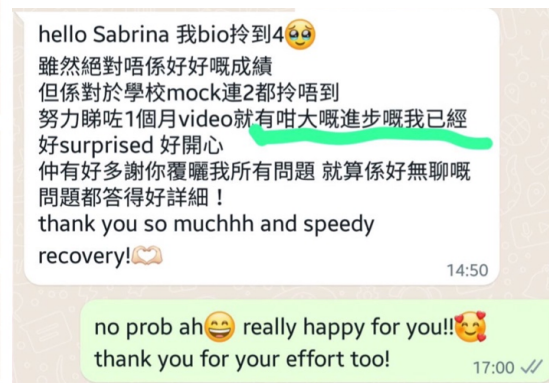 hello Sabrina 我bio拎到4🥹
雖然絕對唔係好好嘅成績
但係對於學校mock連2都拎唔到
努力睇咗1個月video就有咁大嘅進步嘅我已經
好surprised 好開心
仲有好多謝你覆曬我所有問題 就算係好無聊嘅
問題都答得好詳細！
thank you so muchhh and speedy
recovery!🫶🏻
14:50
no prob ah😄 really happy for you!!🥰
thank you for your effort too!
17:00